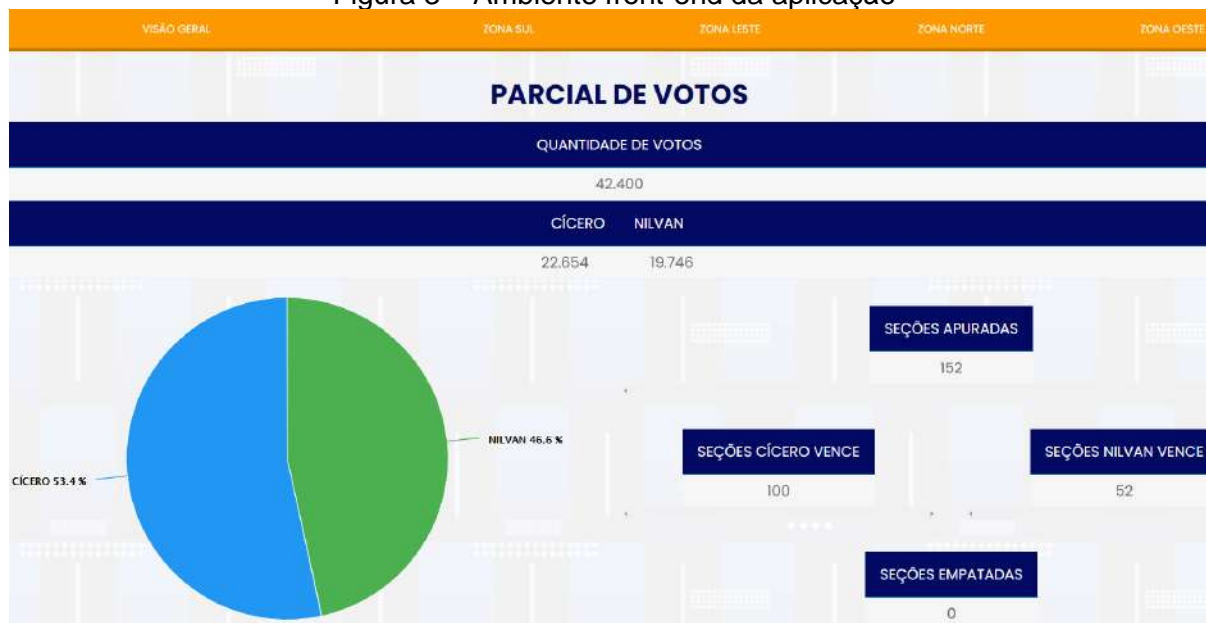 Figura 3 – Ambiente front-end da aplicação
VISÃO GERAL ZONA SUL ZONA LESTE ZONA NORTE ZONA OESTE
PARCIAL DE VOTOS
QUANTIDADE DE VOTOS
42.400
CÍCERO NILVAN
22.654 19.746
SEÇÕES APURADAS
152
NILVAN 46.6 %
CÍCERO 53.4 %
SEÇÕES CÍCERO VENCE SEÇÕES NILVAN VENCE
100 52
SEÇÕES EMPATADAS
0